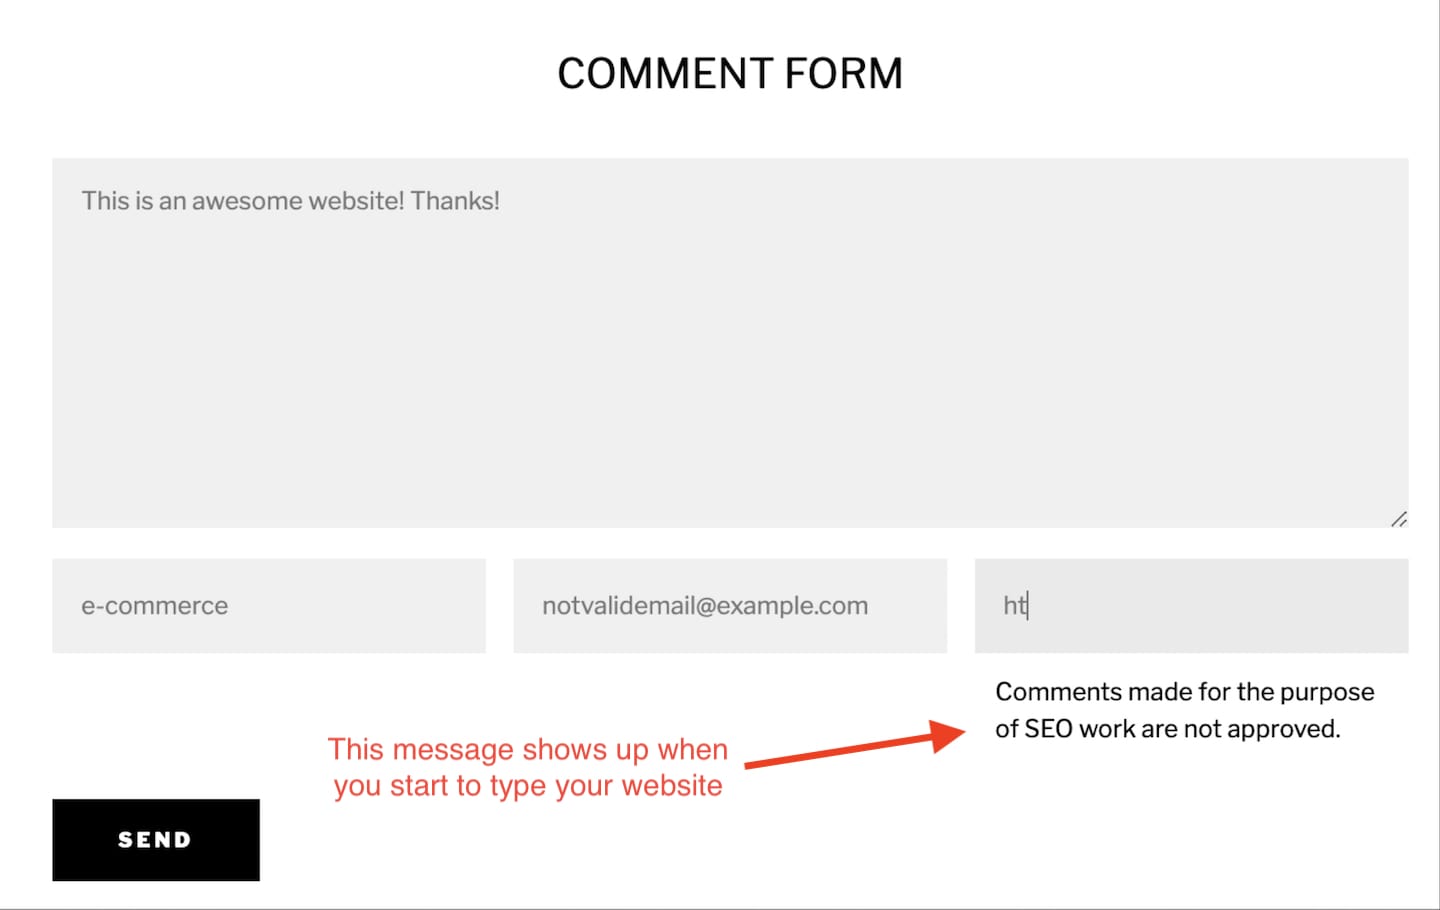 COMMENT FORM
This is an awesome website! Thanks!
e-commerce
notvalidemail@example.com
ht
Comments made for the purpose
of SEO work are not approved.
This message shows up when
you start to type your website
SEND